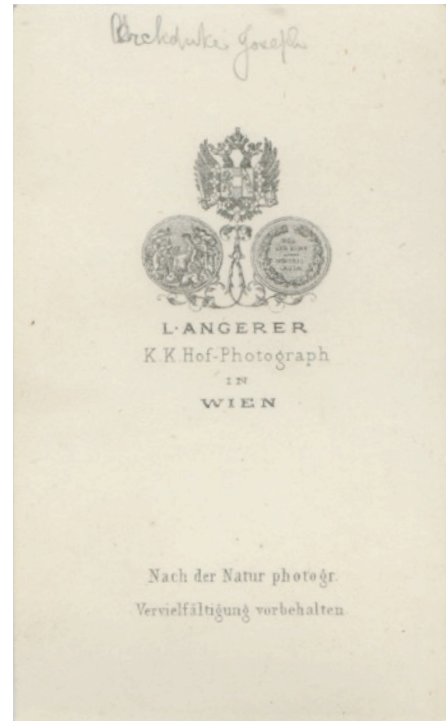 Archduke Joseph
L·ANGERER
K.K.Hof-Photograph
IN
WIEN
Nach der Natur photogr.
Vervielfältigung vorbehalten.